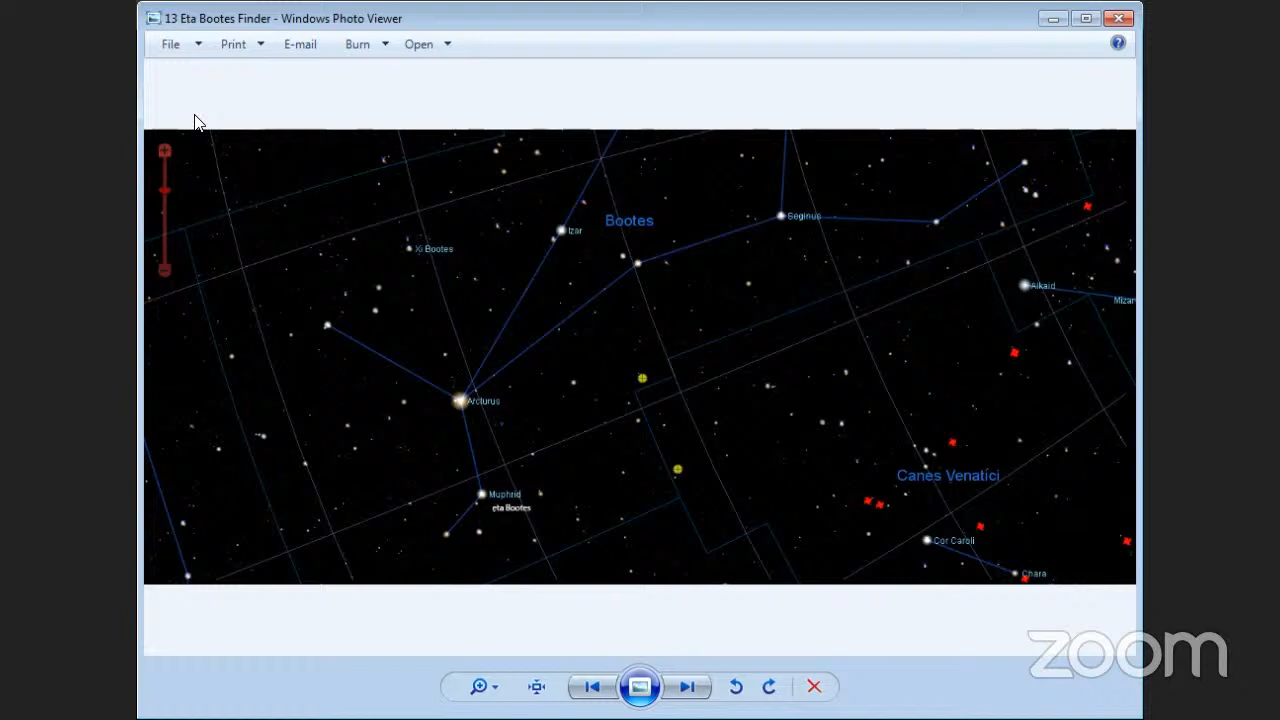 13 Eta Bootes Finder - Windows Photo Viewer
File Print E-mail Burn Open
Bootes
Seginus
Izar
Xi Bootes
Alkaid
Mizar
Arcturus
Canes Venatici
Muphrid
eta Bootes
Cor Caroli
Chara
zoom